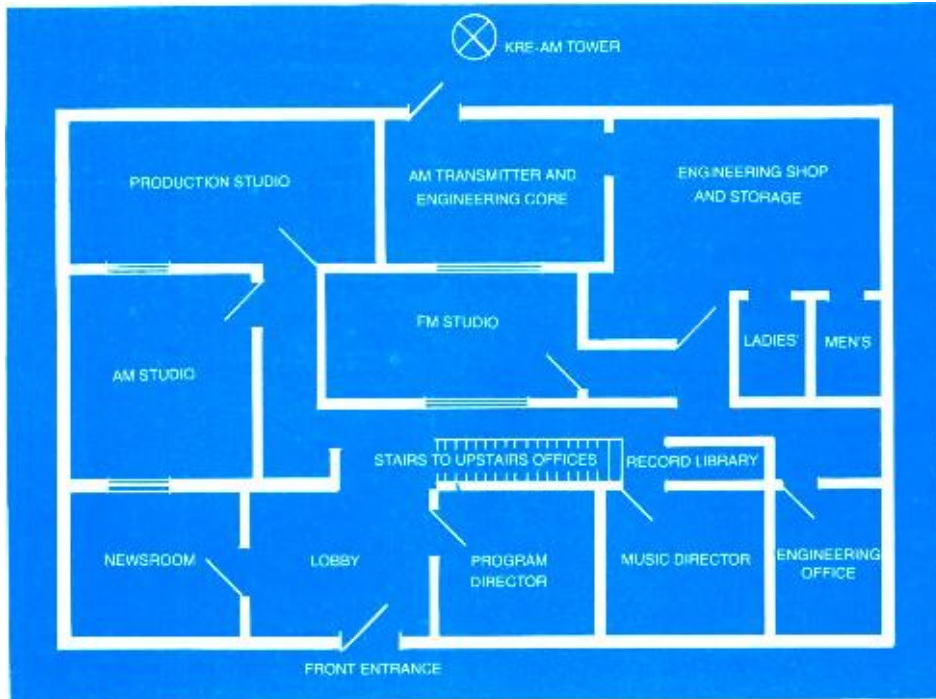 KRE-AM TOWER
PRODUCTION STUDIO
AM TRANSMITTER AND
ENGINEERING CORE
ENGINEERING SHOP
AND STORAGE
FM STUDIO
LADIES'
MEN'S
AM STUDIO
STAIRS TO UPSTAIRS OFFICES
RECORD LIBRARY
NEWSROOM
LOBBY
PROGRAM
DIRECTOR
MUSIC DIRECTOR
ENGINEERING
OFFICE
FRONT ENTRANCE